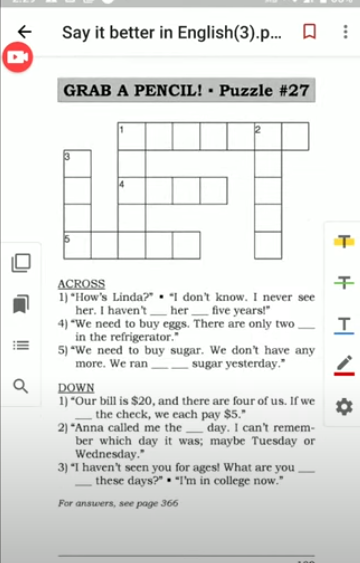 Say it better in English(3).p...
GRAB A PENCIL! • Puzzle #27
1
2
3
4
5
ACROSS
1) “How’s Linda?” • “I don’t know. I never see
her. I haven’t ___ her ___ five years!”
4) “We need to buy eggs. There are only two ___
in the refrigerator.”
5) “We need to buy sugar. We don’t have any
more. We ran ___ ___ sugar yesterday.”
DOWN
1) “Our bill is $20, and there are four of us. If we
___ the check, we each pay $5.”
2) “Anna called me the ___ day. I can’t remem-
ber which day it was; maybe Tuesday or
Wednesday.”
3) “I haven’t seen you for ages! What are you ___
___ these days?” • “I’m in college now.”
For answers, see page 366